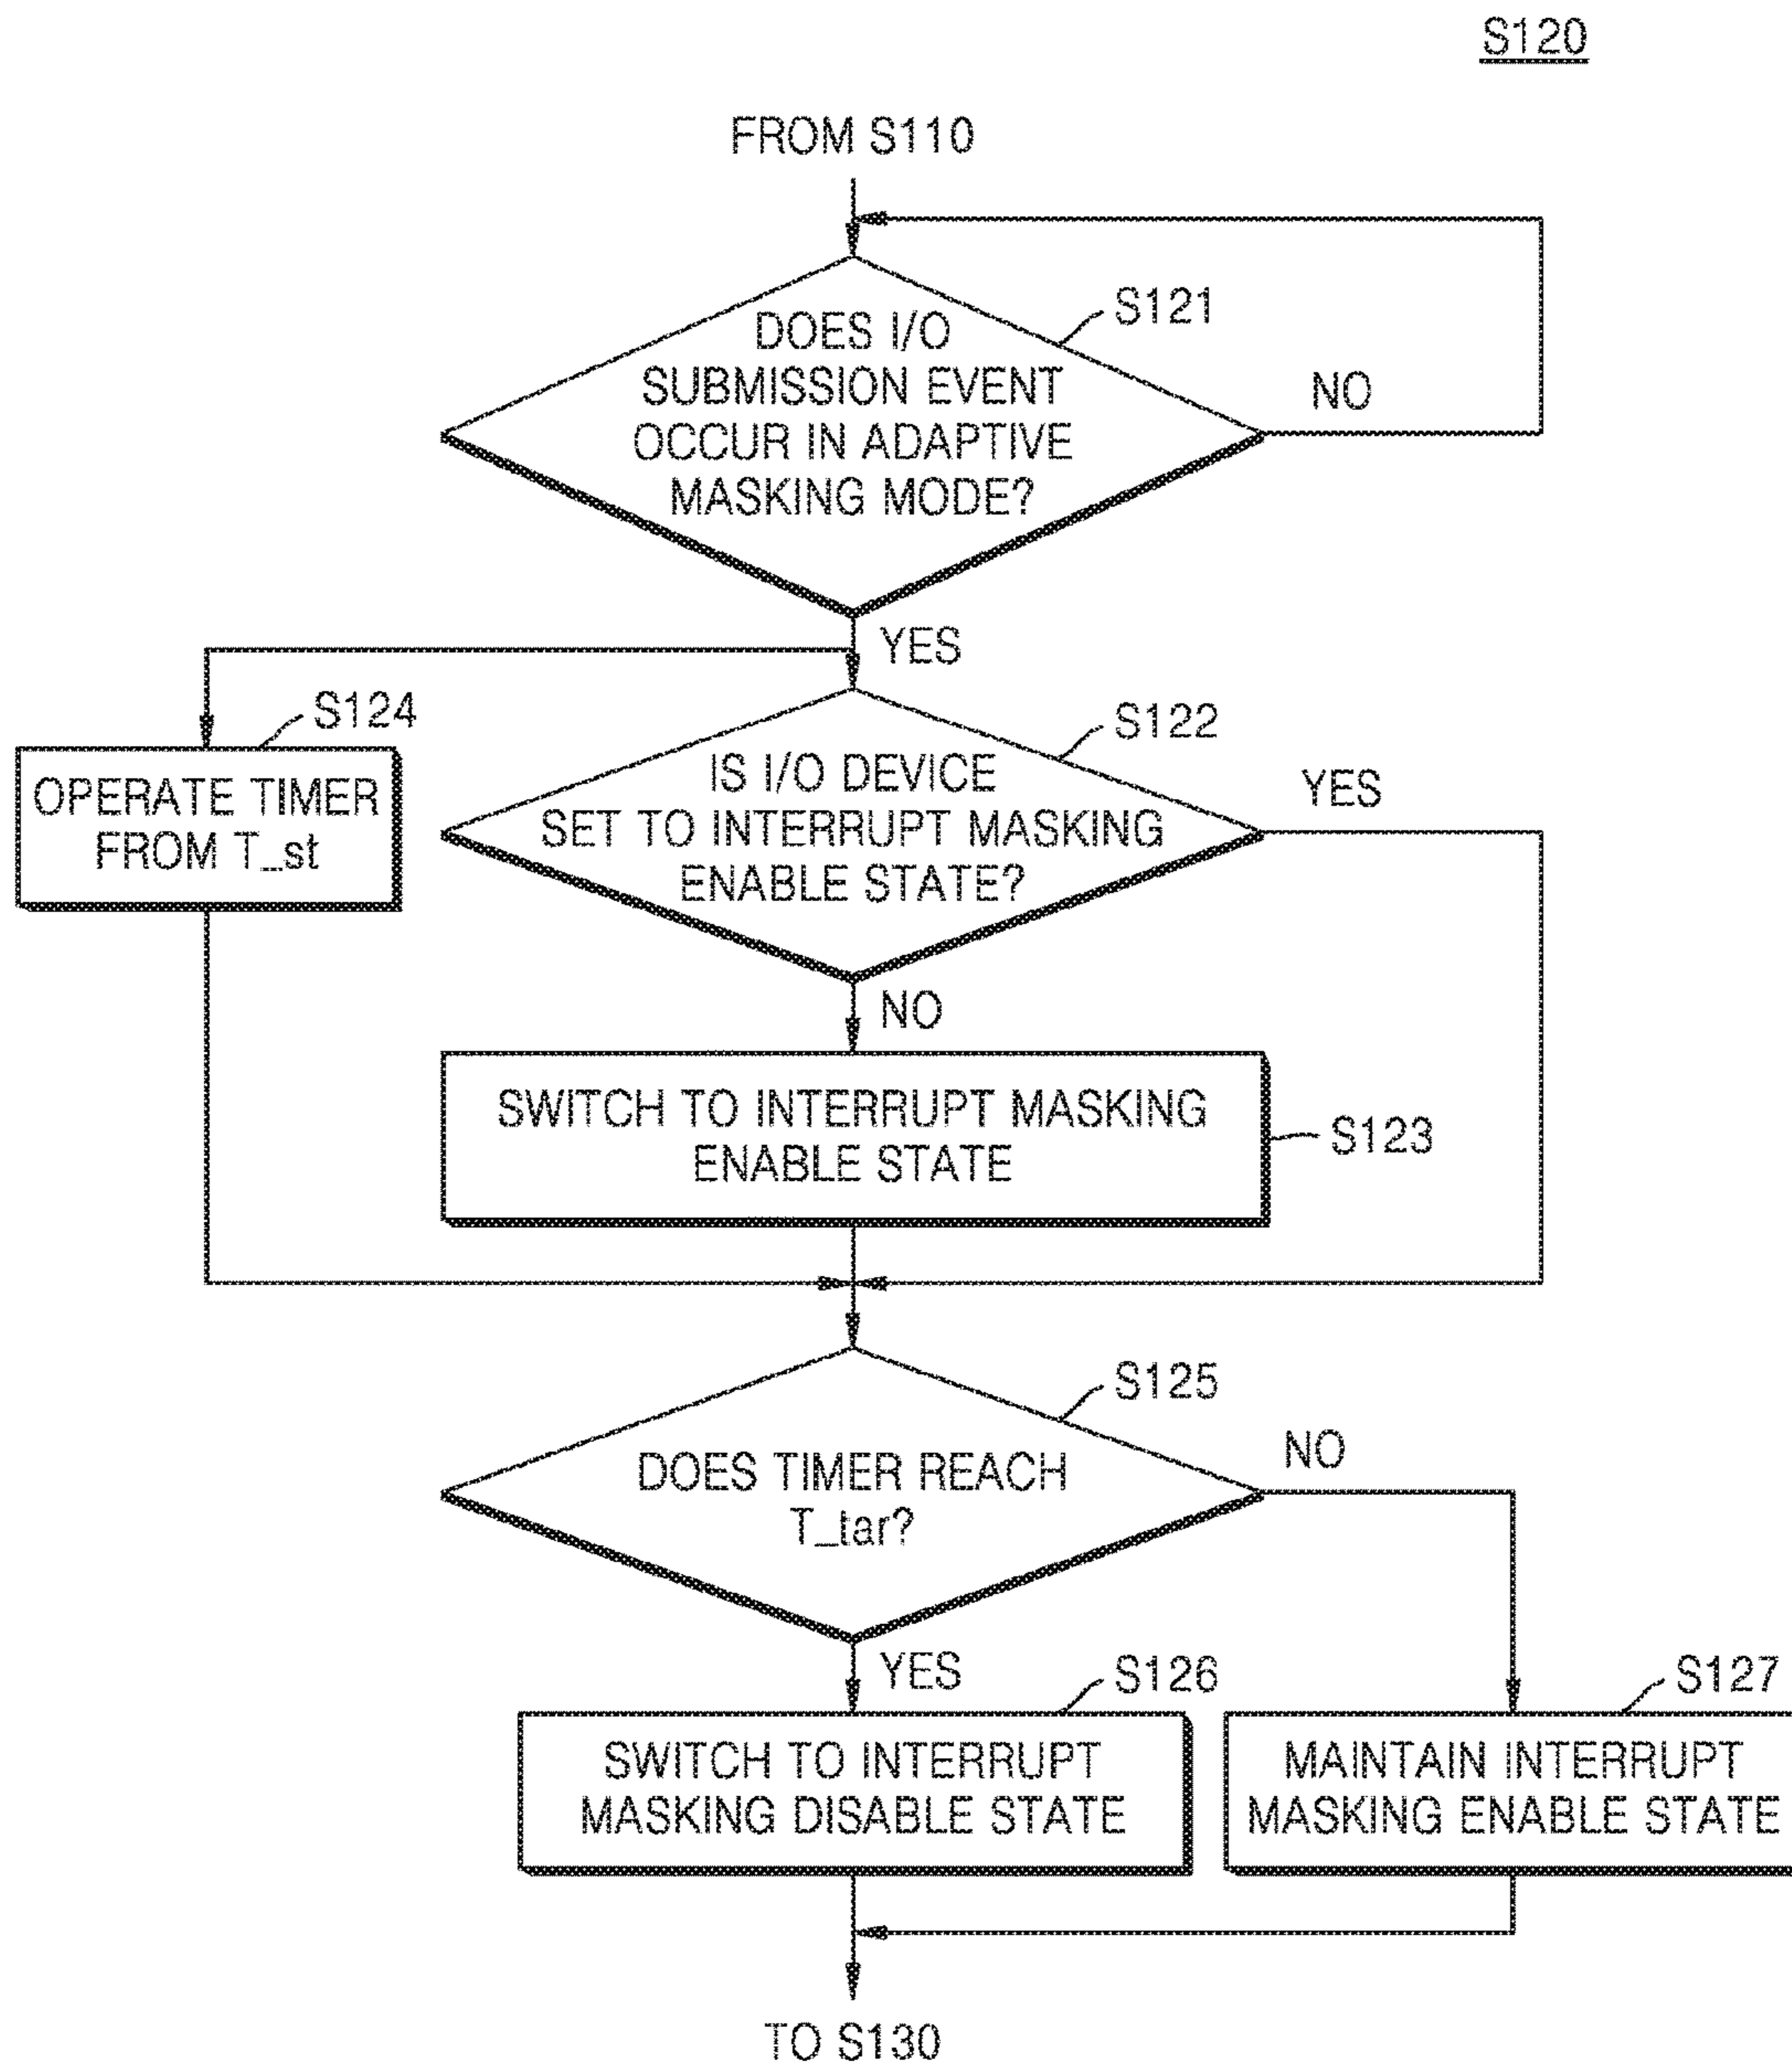 S120
FROM S110
S121
DOES I/O
SUBMISSION EVENT
OCCUR IN ADAPTIVE
MASKING MODE?
NO
YES
S124
OPERATE TIMER
FROM T_st
S122
IS I/O DEVICE
SET TO INTERRUPT MASKING
ENABLE STATE?
YES
NO
SWITCH TO INTERRUPT MASKING
ENABLE STATE
S123
S125
DOES TIMER REACH
T_tar?
NO
YES
S126
SWITCH TO INTERRUPT
MASKING DISABLE STATE
S127
MAINTAIN INTERRUPT
MASKING ENABLE STATE
TO S130